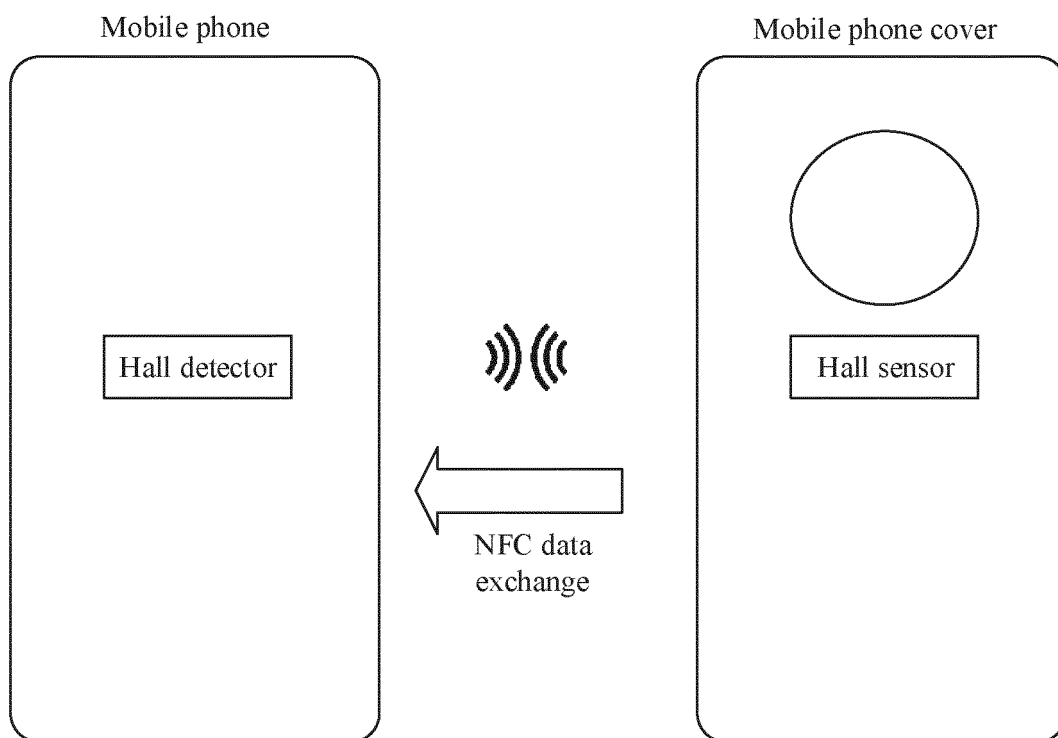 Mobile phone
Mobile phone cover
Hall detector
Hall sensor
NFC data
exchange